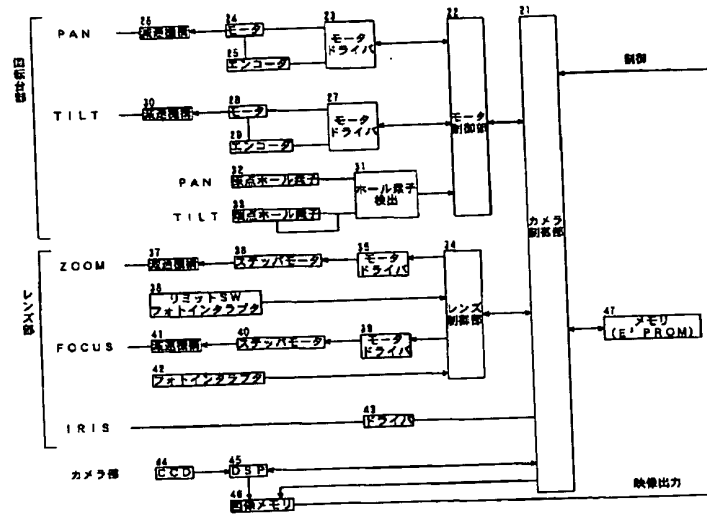 PAN
26
減速機構
24
モータ
25
エンコーダ
23
モータ
ドライバ
22
モータ
制御部
21
カメラ
制御部
制御
回転台部
TILT
30
減速機構
28
モータ
29
エンコーダ
27
モータ
ドライバ
PAN
32
原点ホール素子
31
ホール素子
検出
TILT
33
原点ホール素子
レンズ部
ZOOM
37
減速機構
36
ステッパモータ
35
モータ
ドライバ
34
レンズ
制御部
38
リミットSW
フォトインタラプタ
FOCUS
41
減速機構
40
ステッパモータ
39
モータ
ドライバ
47
メモリ
(E² PROM)
42
フォトインタラプタ
IRIS
43
ドライバ
カメラ部
44
CCD
45
DSP
46
画像メモリ
映像出力